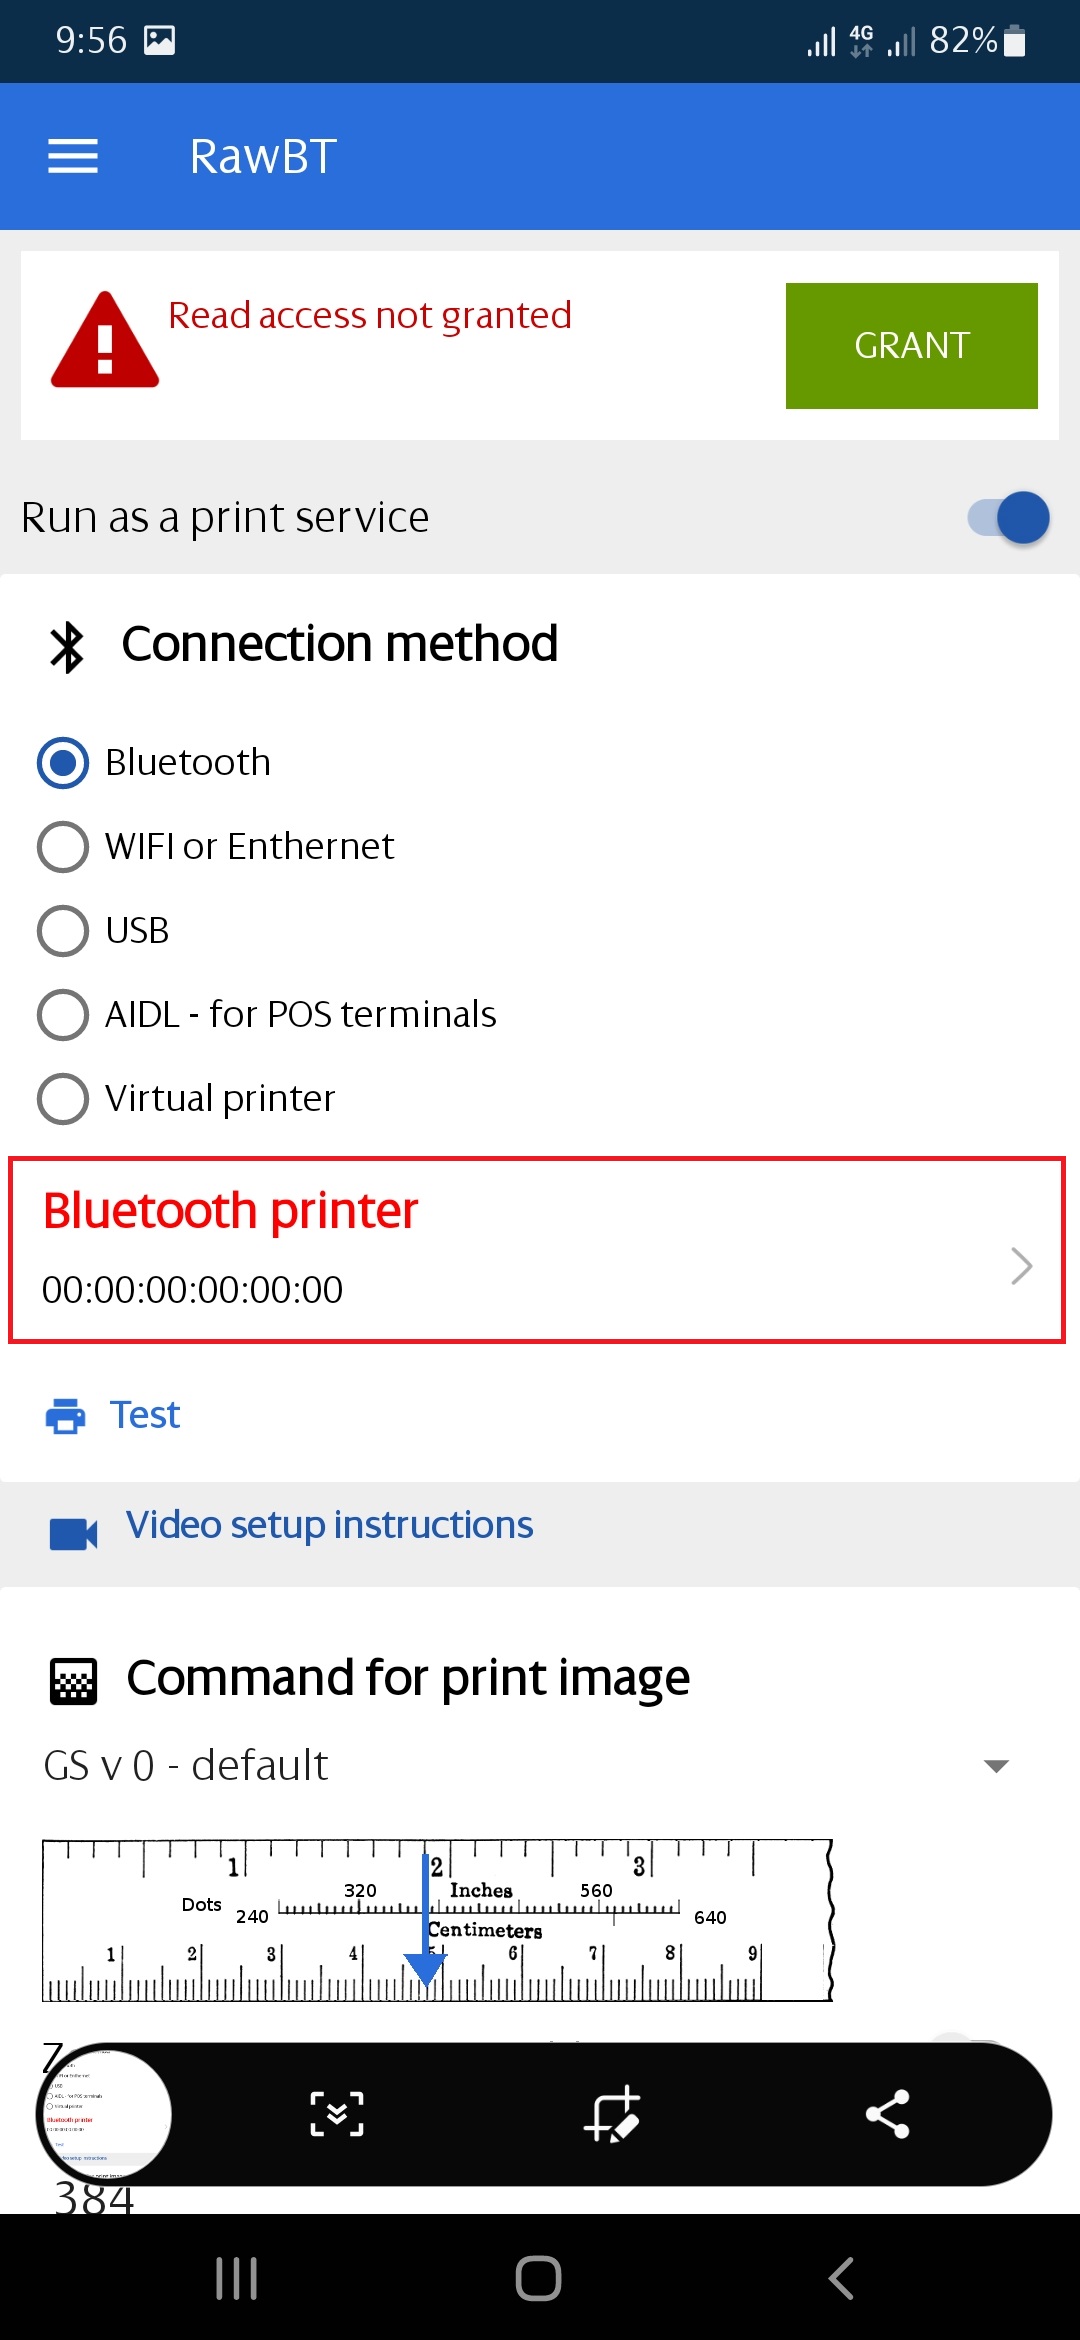 9:56
4G
82%
RawBT
Read access not granted
GRANT
Run as a print service
Connection method
Bluetooth
WIFI or Enthernet
USB
AIDL - for POS terminals
Virtual printer
Bluetooth printer
00:00:00:00:00:00
Test
Video setup instructions
Command for print image
GS v 0 - default
1 2 3
Dots 240 320 Inches 560 640
Centimeters
1 2 3 4 5 6 7 8 9
Bluetooth printer
384